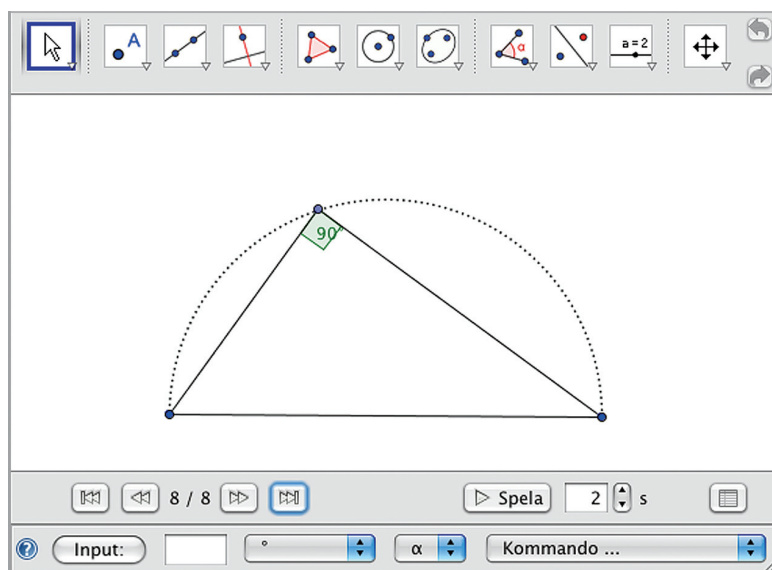 A α a = 2
90°
8 / 8 Spela 2 s
? Input: ° α Kommando ...